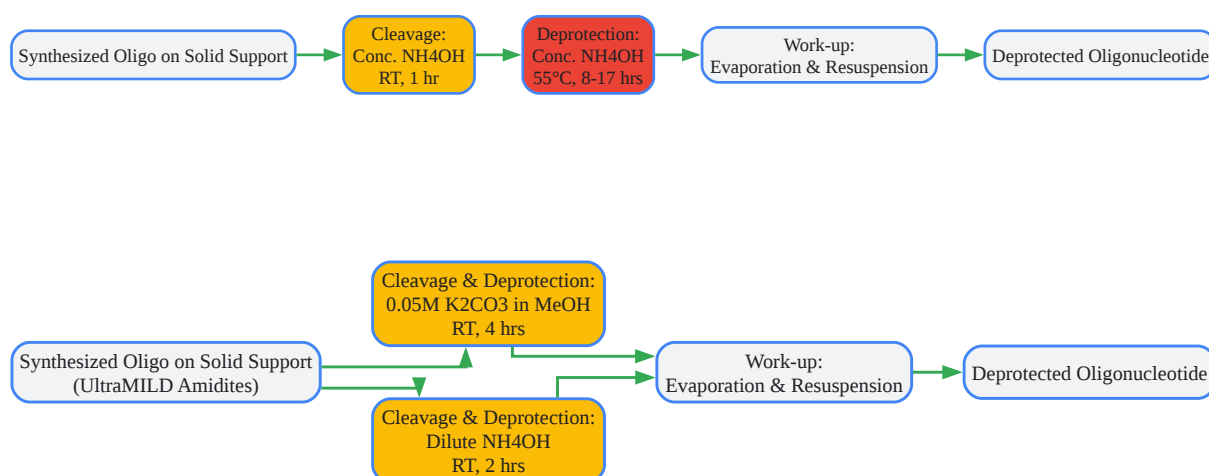 Synthesized Oligo on Solid Support
Cleavage:
Conc. NH4OH
RT, 1 hr
Deprotection:
Conc. NH4OH
55°C, 8-17 hrs
Work-up:
Evaporation & Resuspension
Deprotected Oligonucleotide
Synthesized Oligo on Solid Support
(UltraMILD Amidites)
Cleavage & Deprotection:
0.05M K2CO3 in MeOH
RT, 4 hrs
Cleavage & Deprotection:
Dilute NH4OH
RT, 2 hrs
Work-up:
Evaporation & Resuspension
Deprotected Oligonucleotide